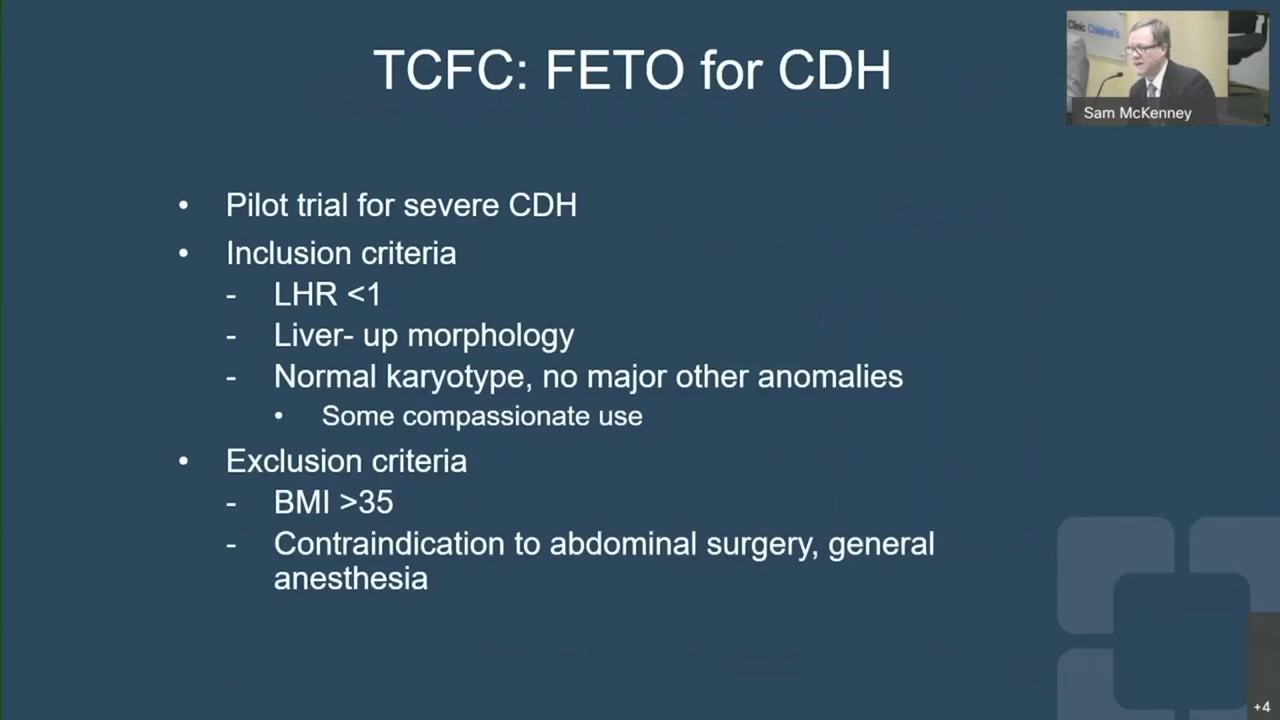 TCFC: FETO for CDH
Clinic Children's
Sam McKenney
• Pilot trial for severe CDH
• Inclusion criteria
- LHR <1
- Liver- up morphology
- Normal karyotype, no major other anomalies
• Some compassionate use
• Exclusion criteria
- BMI >35
- Contraindication to abdominal surgery, general
anesthesia
+4